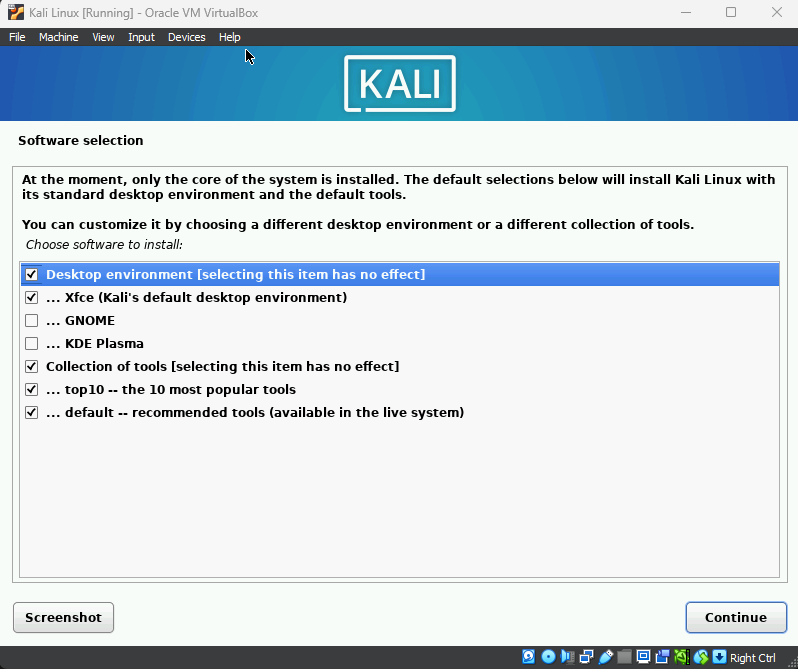 Kali Linux [Running] - Oracle VM VirtualBox
File Machine View Input Devices Help
KALI
Software selection
At the moment, only the core of the system is installed. The default selections below will install Kali Linux with
its standard desktop environment and the default tools.
You can customize it by choosing a different desktop environment or a different collection of tools.
Choose software to install:
Desktop environment [selecting this item has no effect]
... Xfce (Kali's default desktop environment)
... GNOME
... KDE Plasma
Collection of tools [selecting this item has no effect]
... top10 -- the 10 most popular tools
... default -- recommended tools (available in the live system)
Screenshot
Continue
Right Ctrl